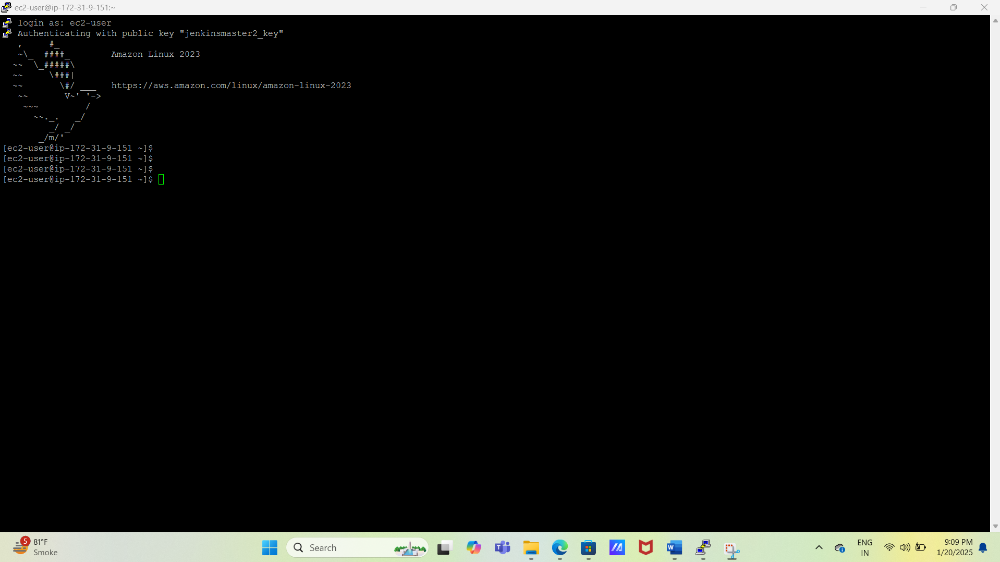 ec2-user@ip-172-31-9-151:~
login as: ec2-user
Authenticating with public key "jenkinsmaster2_key"
   ,     #_
   ~\_  ####_        Amazon Linux 2023
  ~~  \_#####\
  ~~     \###|
  ~~       \#/ ___   https://aws.amazon.com/linux/amazon-linux-2023
   ~~       V~' '->
    ~~~         /
      ~~._.   _/
         _/ _/
       _/m/'
[ec2-user@ip-172-31-9-151 ~]$
[ec2-user@ip-172-31-9-151 ~]$
[ec2-user@ip-172-31-9-151 ~]$
[ec2-user@ip-172-31-9-151 ~]$
5
81°F
Smoke
Search
T
W
ENG
IN
9:09 PM
1/20/2025